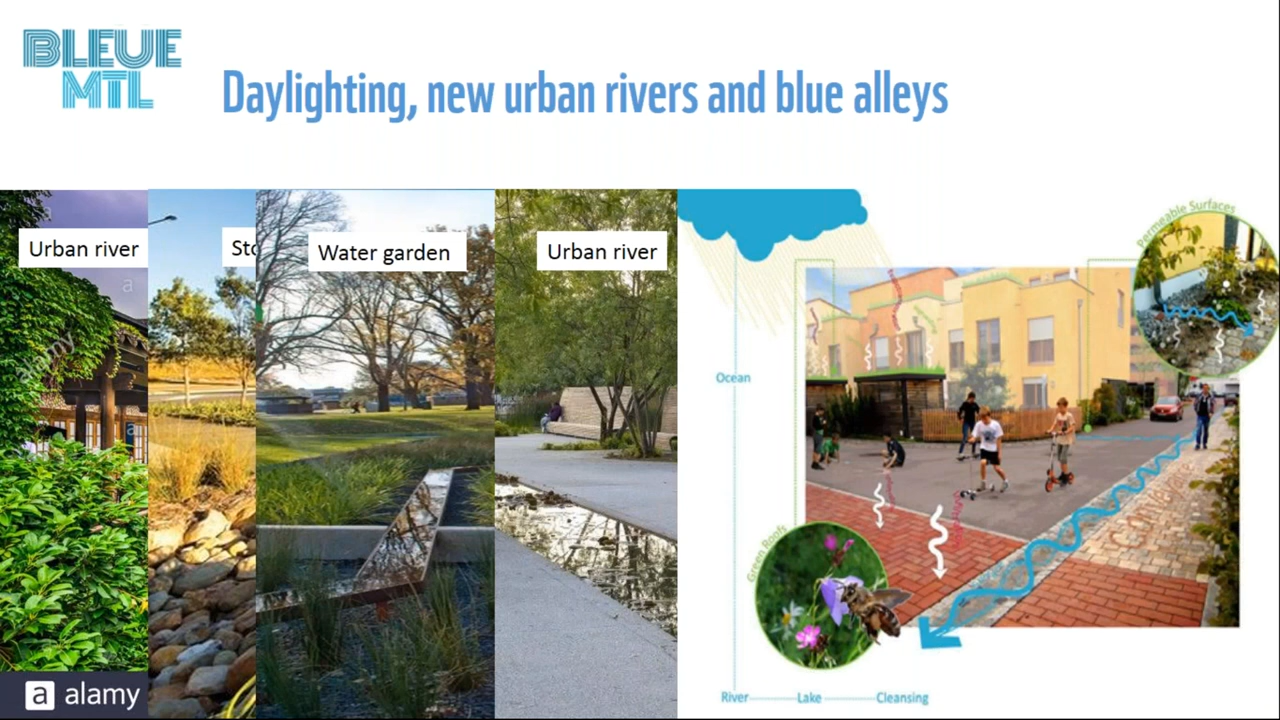 BLEUE
MTL
Daylighting, new urban rivers and blue alleys
Urban river
Sto
Water garden
Urban river
Permeable Surfaces
Ocean
Green Roofs
River
Lake
Cleansing
a alamy